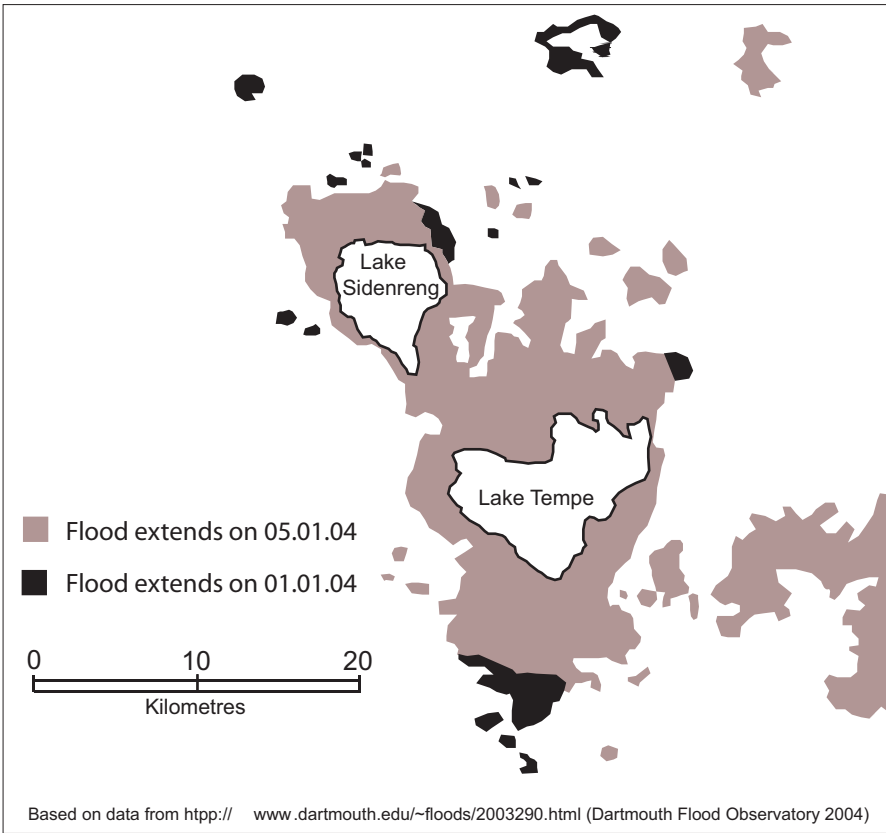 Lake
Sidenreng
Lake Tempe
Flood extends on 05.01.04
Flood extends on 01.01.04
0 10 20
Kilometres
Based on data from htpp:// www.dartmouth.edu/~floods/2003290.html (Dartmouth Flood Observatory 2004)